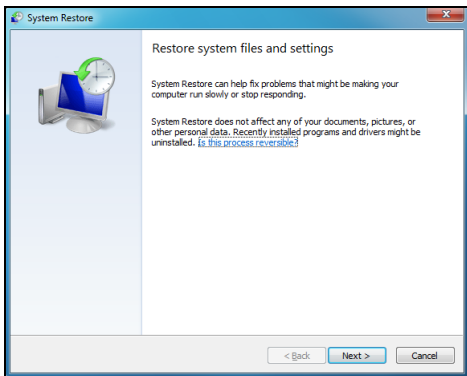 System Restore
Restore system files and settings
System Restore can help fix problems that might be making your
computer run slowly or stop responding.
System Restore does not affect any of your documents, pictures, or
other personal data. Recently installed programs and drivers might be
uninstalled. Is this process reversible?
< Back
Next >
Cancel